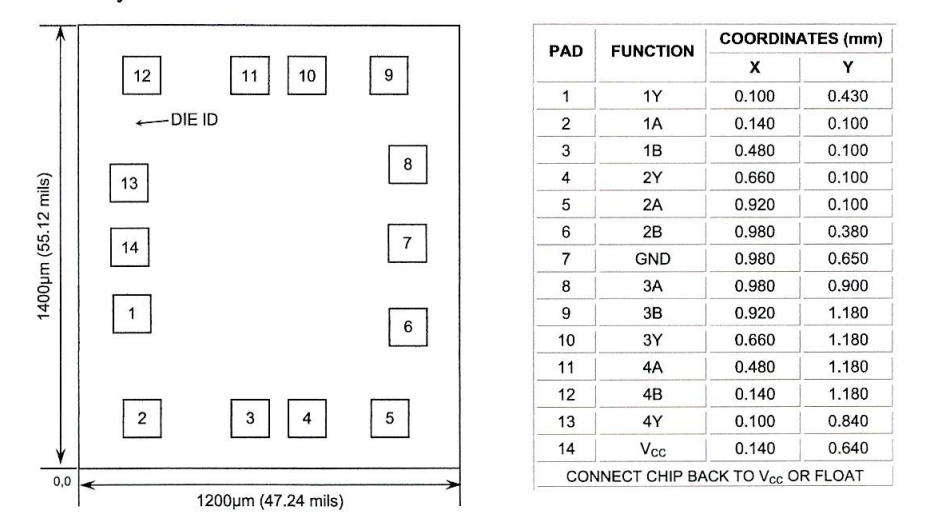 12 11 10 9
DIE ID
8
13
7
14
1
6
2 3 4 5
1400µm (55.12 mils)
0,0
1200µm (47.24 mils)
PAD FUNCTION COORDINATES (mm)
X Y
1 1Y 0.100 0.430
2 1A 0.140 0.100
3 1B 0.480 0.100
4 2Y 0.660 0.100
5 2A 0.920 0.100
6 2B 0.980 0.380
7 GND 0.980 0.650
8 3A 0.980 0.900
9 3B 0.920 1.180
10 3Y 0.660 1.180
11 4A 0.480 1.180
12 4B 0.140 1.180
13 4Y 0.100 0.840
14 VCC 0.140 0.640
CONNECT CHIP BACK TO VCC OR FLOAT